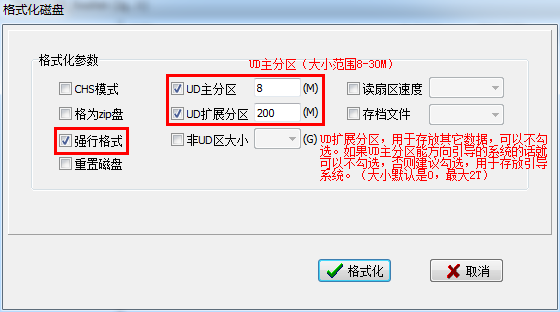 格式化磁盘
格式化参数
UD主分区（大小范围8-30M）
CHS模式
UD主分区
8
(M)
读扇区速度
格为zip盘
UD扩展分区
200
(M)
存档文件
强行格式
非UD区大小
(G)
重置磁盘
UD扩展分区，用于存放其它数据，可以不勾
选。如果UD主分区能方向引导的系统的话就
可以不勾选，否则建议勾选，用于存放引导
系统。（大小默认是0，最大2T）
格式化
取消